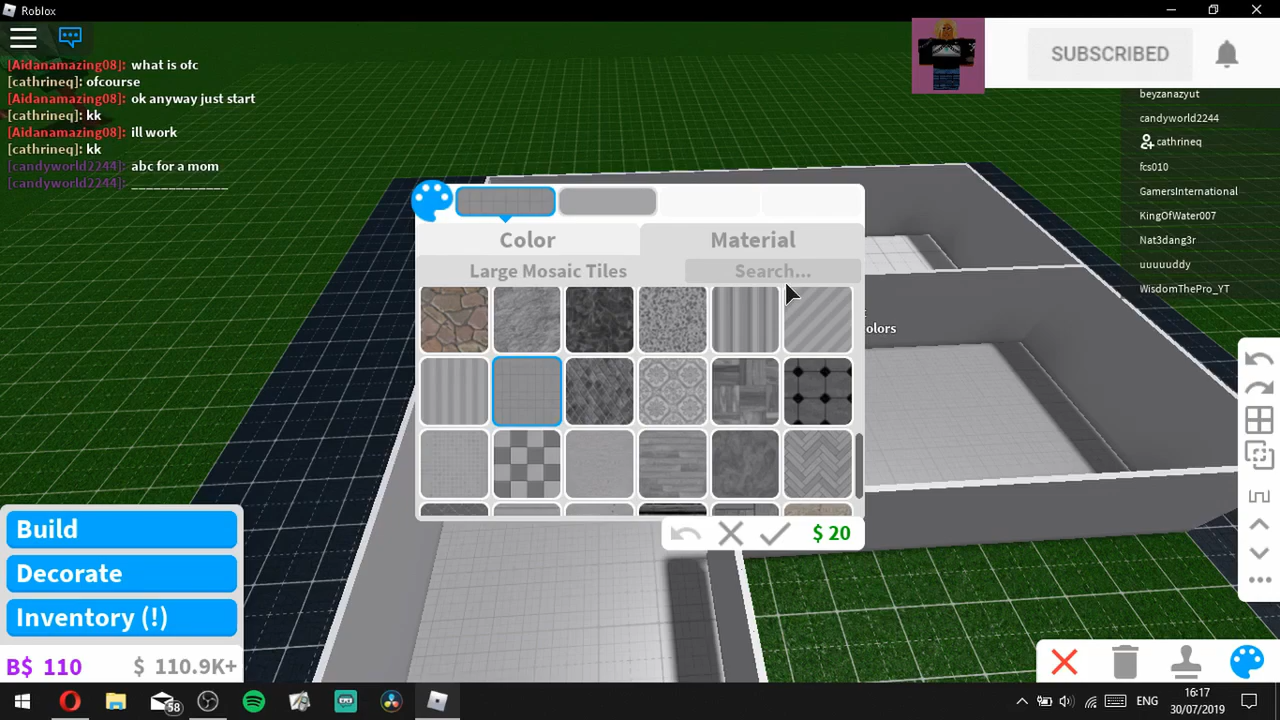 Roblox
[Aidanamazing08]: what is ofc
[cathrineq]: ofcourse
[Aidanamazing08]: ok anyway just start
[cathrineq]: kk
[Aidanamazing08]: ill work
[cathrineq]: kk
[candyworld2244]: abc for a mom
[candyworld2244]: _____________
SUBSCRIBED
beyzanazyut
candyworld2244
cathrineq
fcs010
GamersInternational
KingOfWater007
Nat3dang3r
uuuuuddy
WisdomThePro_YT
Color
Material
Large Mosaic Tiles
Search...
olors
$ 20
Build
Decorate
Inventory (!)
B$ 110
$ 110.9K+
58
ENG
16:17
30/07/2019